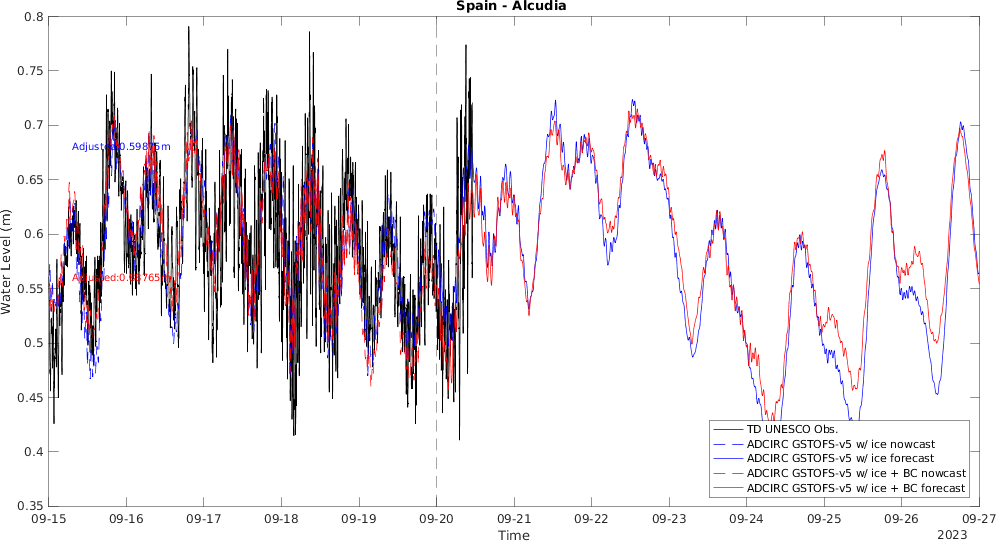 Spain - Alcudia
0.8
0.75
0.7
0.65
0.6
0.55
0.5
0.45
0.4
0.35
Water Level (m)
Adjusted:0.59875m
TD UNESCO Obs.
ADCIRC GSTOFS-v5 w/ ice nowcast
ADCIRC GSTOFS-v5 w/ ice forecast
ADCIRC GSTOFS-v5 w/ ice + BC nowcast
ADCIRC GSTOFS-v5 w/ ice + BC forecast
09-15 09-16 09-17 09-18 09-19 09-20 09-21 09-22 09-23 09-24 09-25 09-26 09-27
Time
2023